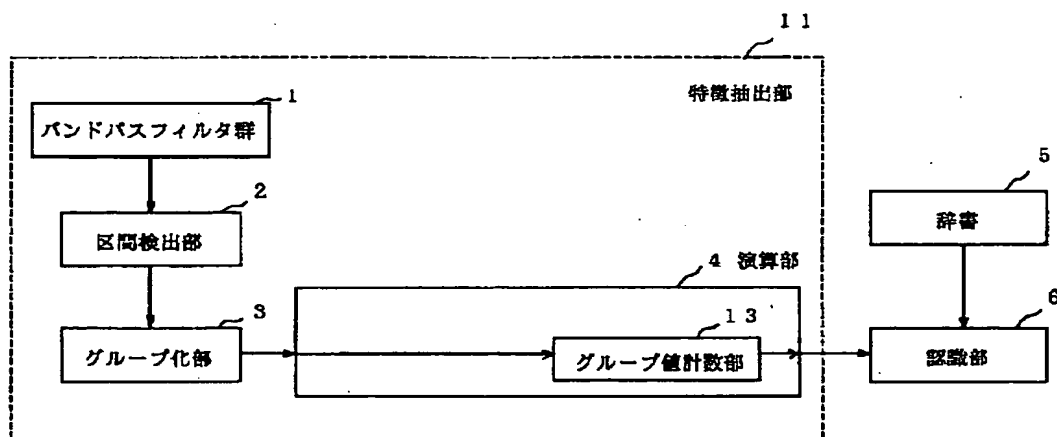 11
特徴抽出部
1
バンドパスフィルタ群
2
区間検出部
3
グループ化部
4 演算部
13
グループ値計数部
5
辞書
6
認識部